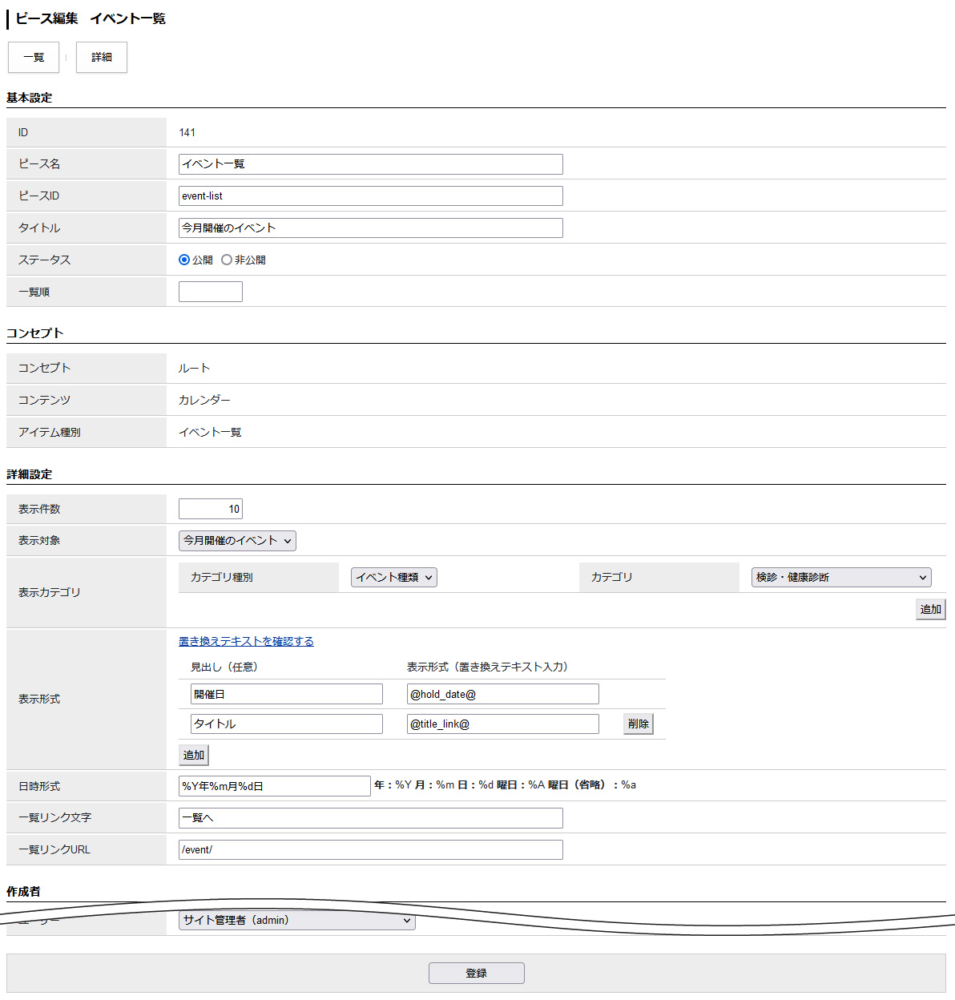 ピース編集　イベント一覧
一覧
詳細
基本設定
ID 141
ピース名 イベント一覧
ピースID event-list
タイトル 今月開催のイベント
ステータス 公開 非公開
一覧順
コンセプト
コンセプト ルート
コンテンツ カレンダー
アイテム種別 イベント一覧
詳細設定
表示件数 10
表示対象 今月開催のイベント
表示カテゴリ カテゴリ種別 イベント種類 カテゴリ 検診・健康診断
追加
表示形式 置き換えテキストを確認する
見出し（任意） 表示形式（置き換えテキスト入力）
開催日 @hold_date@
タイトル @title_link@ 削除
追加
日時形式 %Y年%m月%d日 年：%Y 月：%m 日：%d 曜日：%A 曜日（省略）：%a
一覧リンク文字 一覧へ
一覧リンクURL /event/
作成者
ユーザー サイト管理者（admin）
登録